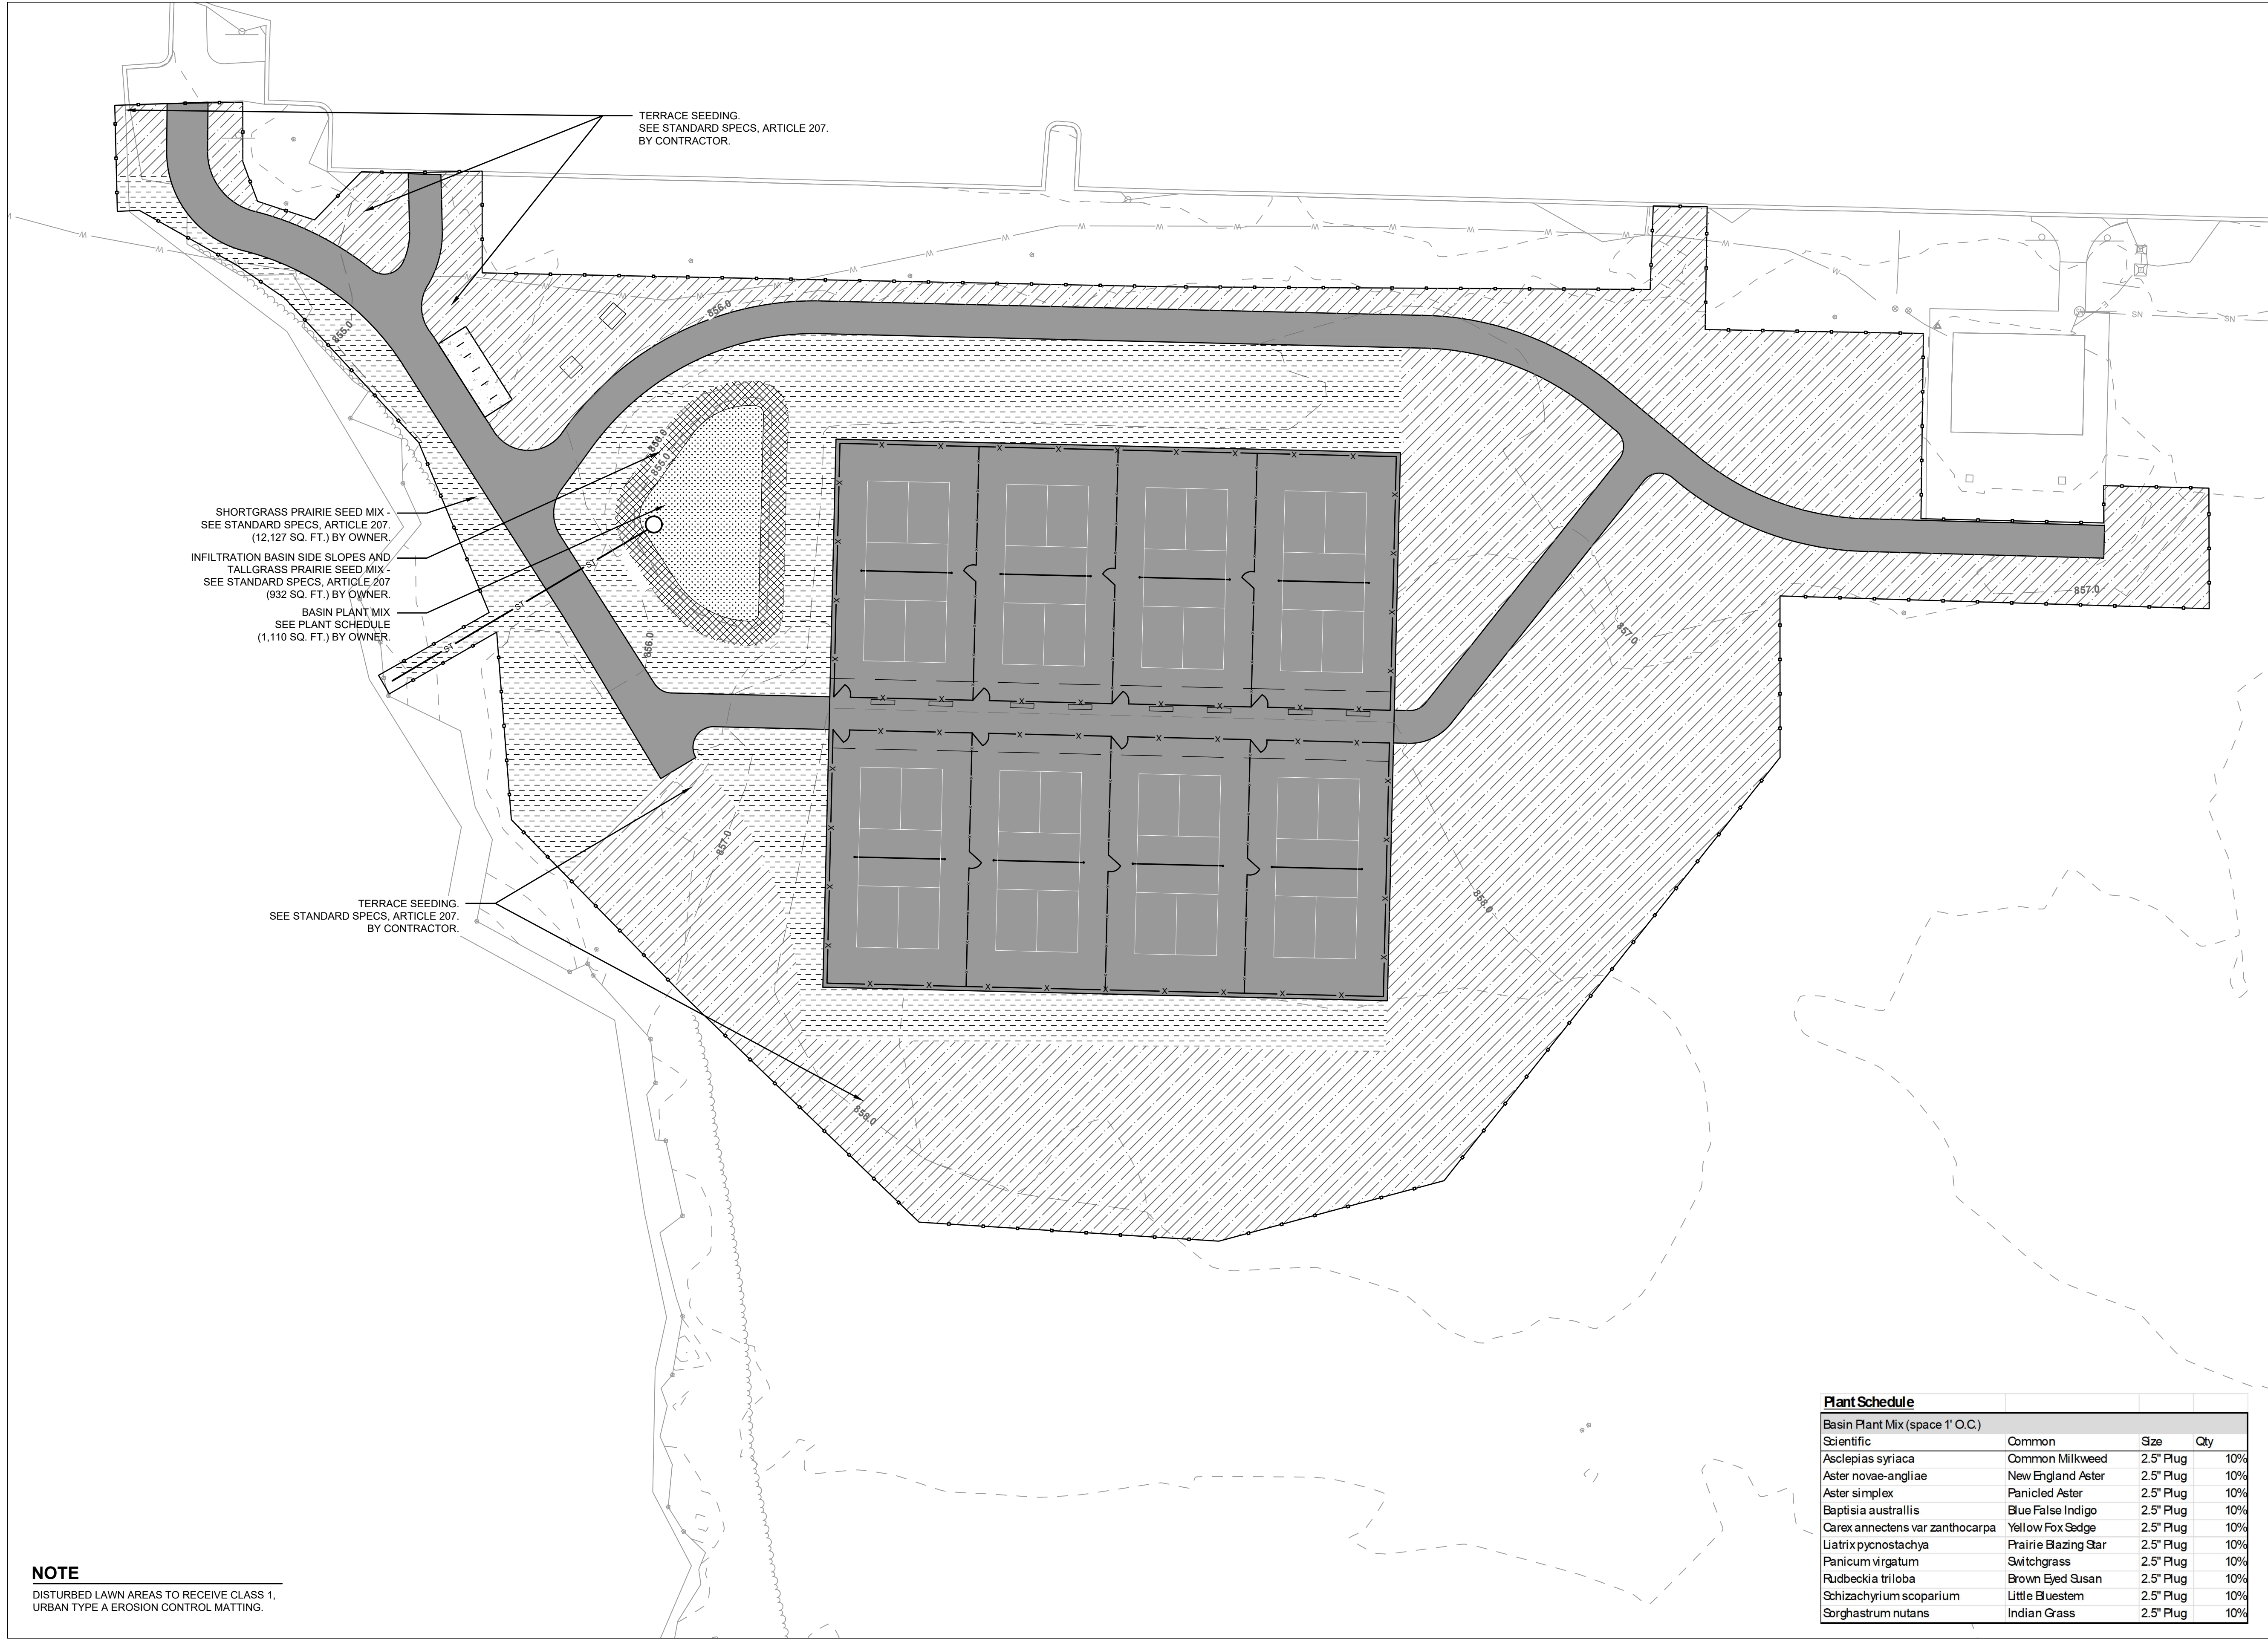 TERRACE SEEDING.
SEE STANDARD SPECS, ARTICLE 207.
BY CONTRACTOR.
856.0
855.0
856.0
855.0
SHORTGRASS PRAIRIE SEED MIX -
SEE STANDARD SPECS, ARTICLE 207.
(12,127 SQ. FT.) BY OWNER.
INFILTRATION BASIN SIDE SLOPES AND
TALLGRASS PRAIRIE SEED MIX -
SEE STANDARD SPECS, ARTICLE 207
(932 SQ. FT.) BY OWNER.
BASIN PLANT MIX
SEE PLANT SCHEDULE
(1,110 SQ. FT.) BY OWNER.
ST
ST
ST
856.0
857.0
857.0
857.0
858.0
858.0
SN
SN
E
TERRACE SEEDING.
SEE STANDARD SPECS, ARTICLE 207.
BY CONTRACTOR.
Plant Schedule
Basin Plant Mix (space 1' O.C.)
Scientific Common Size Qty
Asclepias syriaca Common Milkweed 2.5" Plug 10%
Aster novae-angliae New England Aster 2.5" Plug 10%
Aster simplex Panicled Aster 2.5" Plug 10%
Baptisia australlis Blue False Indigo 2.5" Plug 10%
Carex annectens var zanthocarpa Yellow Fox Sedge 2.5" Plug 10%
Liatrix pycnostachya Prairie Blazing Star 2.5" Plug 10%
Panicum virgatum Switchgrass 2.5" Plug 10%
Rudbeckia triloba Brown Eyed Susan 2.5" Plug 10%
Schizachyrium scoparium Little Bluestem 2.5" Plug 10%
Sorghastrum nutans Indian Grass 2.5" Plug 10%
NOTE
DISTURBED LAWN AREAS TO RECEIVE CLASS 1,
URBAN TYPE A EROSION CONTROL MATTING.